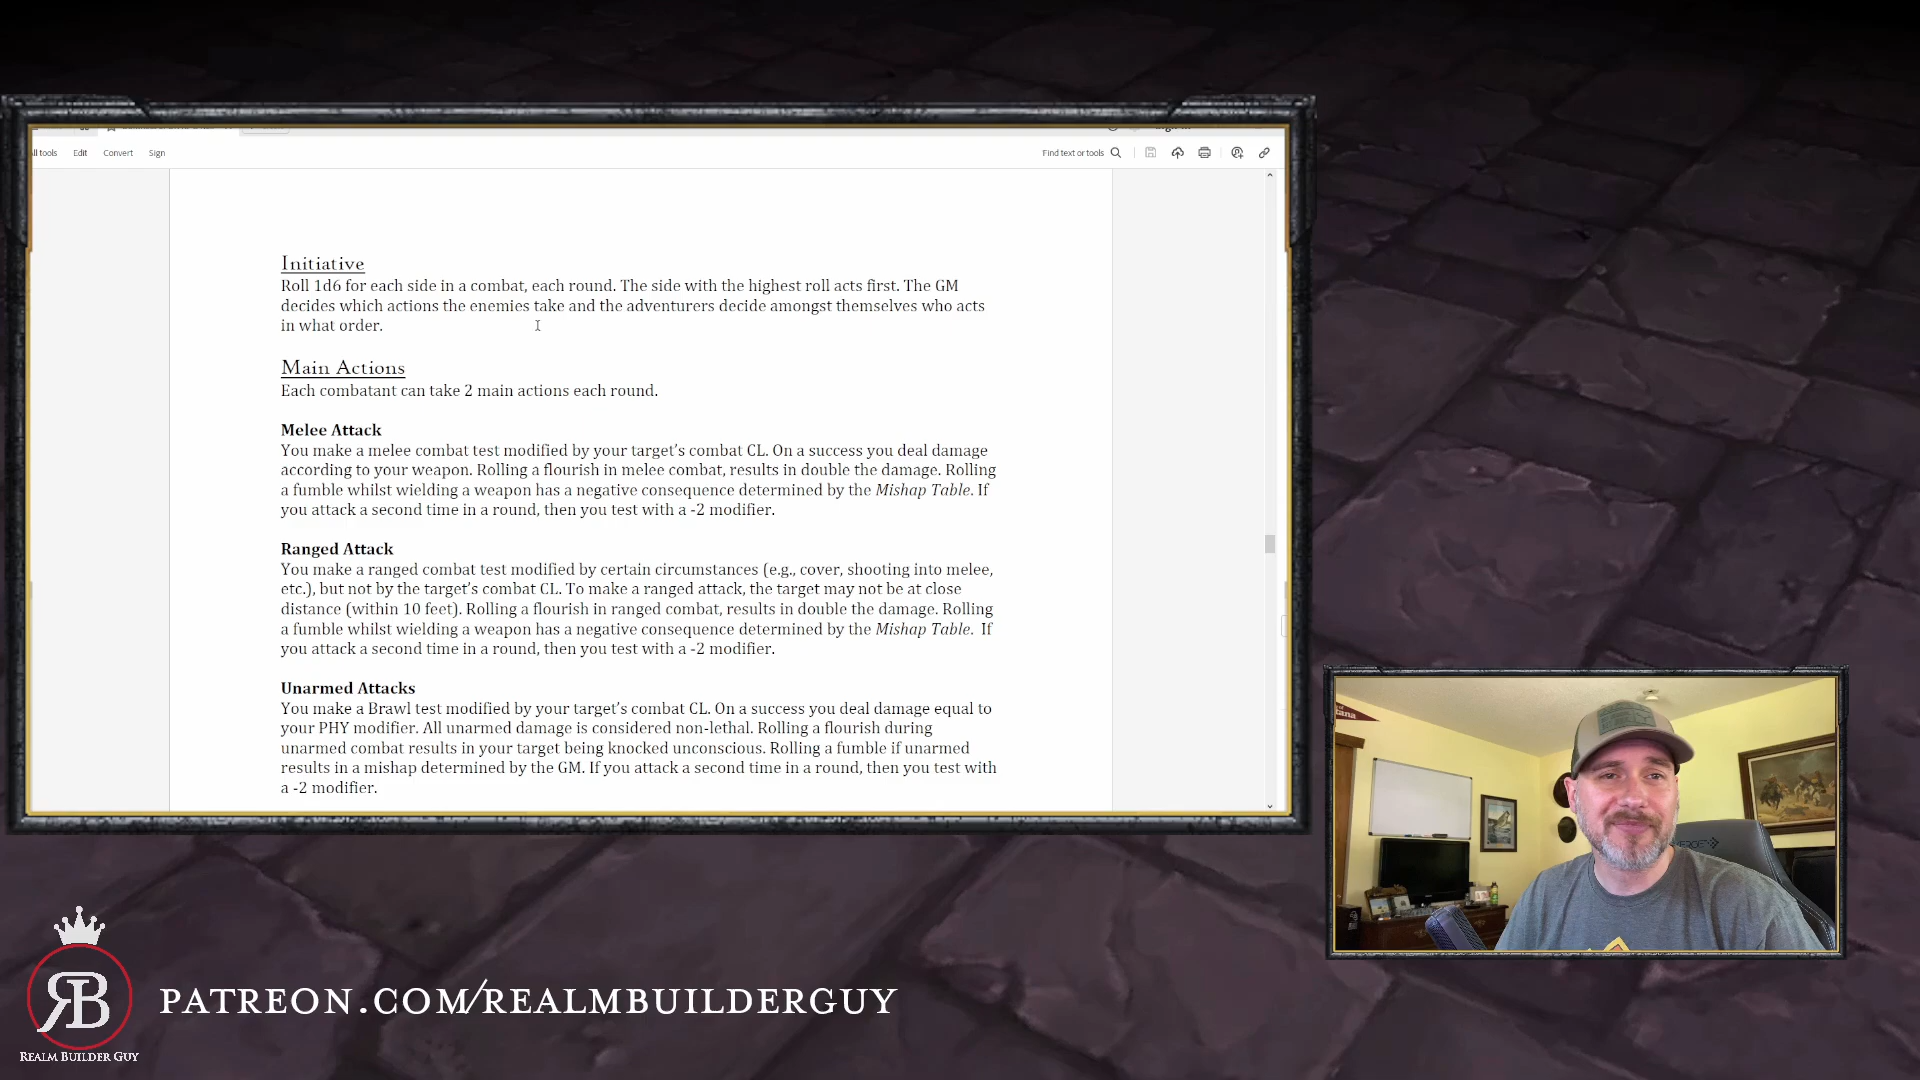 Edit Convert Sign
Find text or tools
Initiative
Roll 1d6 for each side in a combat, each round. The side with the highest roll acts first. The GM
decides which actions the enemies take and the adventurers decide amongst themselves who acts
in what order.
Main Actions
Each combatant can take 2 main actions each round.
Melee Attack
You make a melee combat test modified by your target’s combat CL. On a success you deal damage
according to your weapon. Rolling a flourish in melee combat, results in double the damage. Rolling
a fumble whilst wielding a weapon has a negative consequence determined by the Mishap Table. If
you attack a second time in a round, then you test with a -2 modifier.
Ranged Attack
You make a ranged combat test modified by certain circumstances (e.g., cover, shooting into melee,
etc.), but not by the target’s combat CL. To make a ranged attack, the target may not be at close
distance (within 10 feet). Rolling a flourish in ranged combat, results in double the damage. Rolling
a fumble whilst wielding a weapon has a negative consequence determined by the Mishap Table. If
you attack a second time in a round, then you test with a -2 modifier.
Unarmed Attacks
You make a Brawl test modified by your target’s combat CL. On a success you deal damage equal to
your PHY modifier. All unarmed damage is considered non-lethal. Rolling a flourish during
unarmed combat results in your target being knocked unconscious. Rolling a fumble if unarmed
results in a mishap determined by the GM. If you attack a second time in a round, then you test with
a -2 modifier.
RB
REALM BUILDER GUY
PATREON.COM/REALMBUILDERGUY